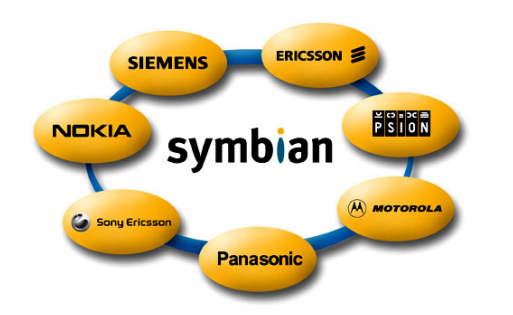 SIEMENS
ERICSSON
NOKIA
symbian
PSION
Sony Ericsson
MOTOROLA
Panasonic